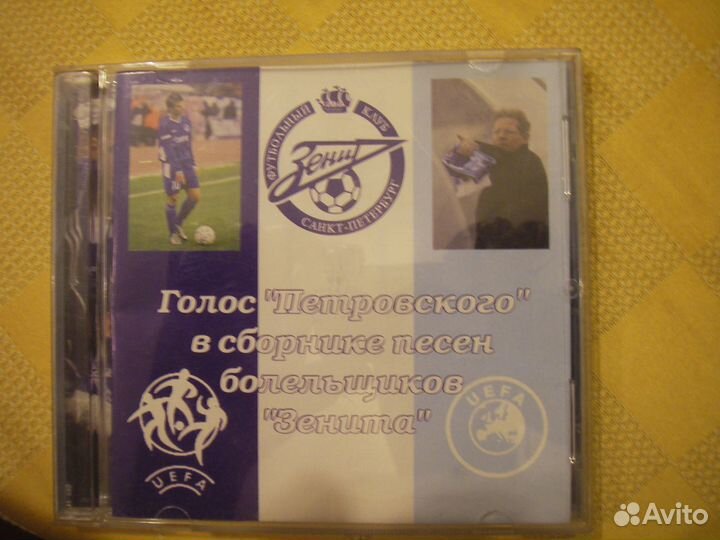 ФУТБОЛЬНЫЙ КЛУБ
Зенит
САНКТ-ПЕТЕРБУРГ
Голос "Петровского"
в сборнике песен
болельщиков
"Зенита"
UEFA
UEFA
Avito